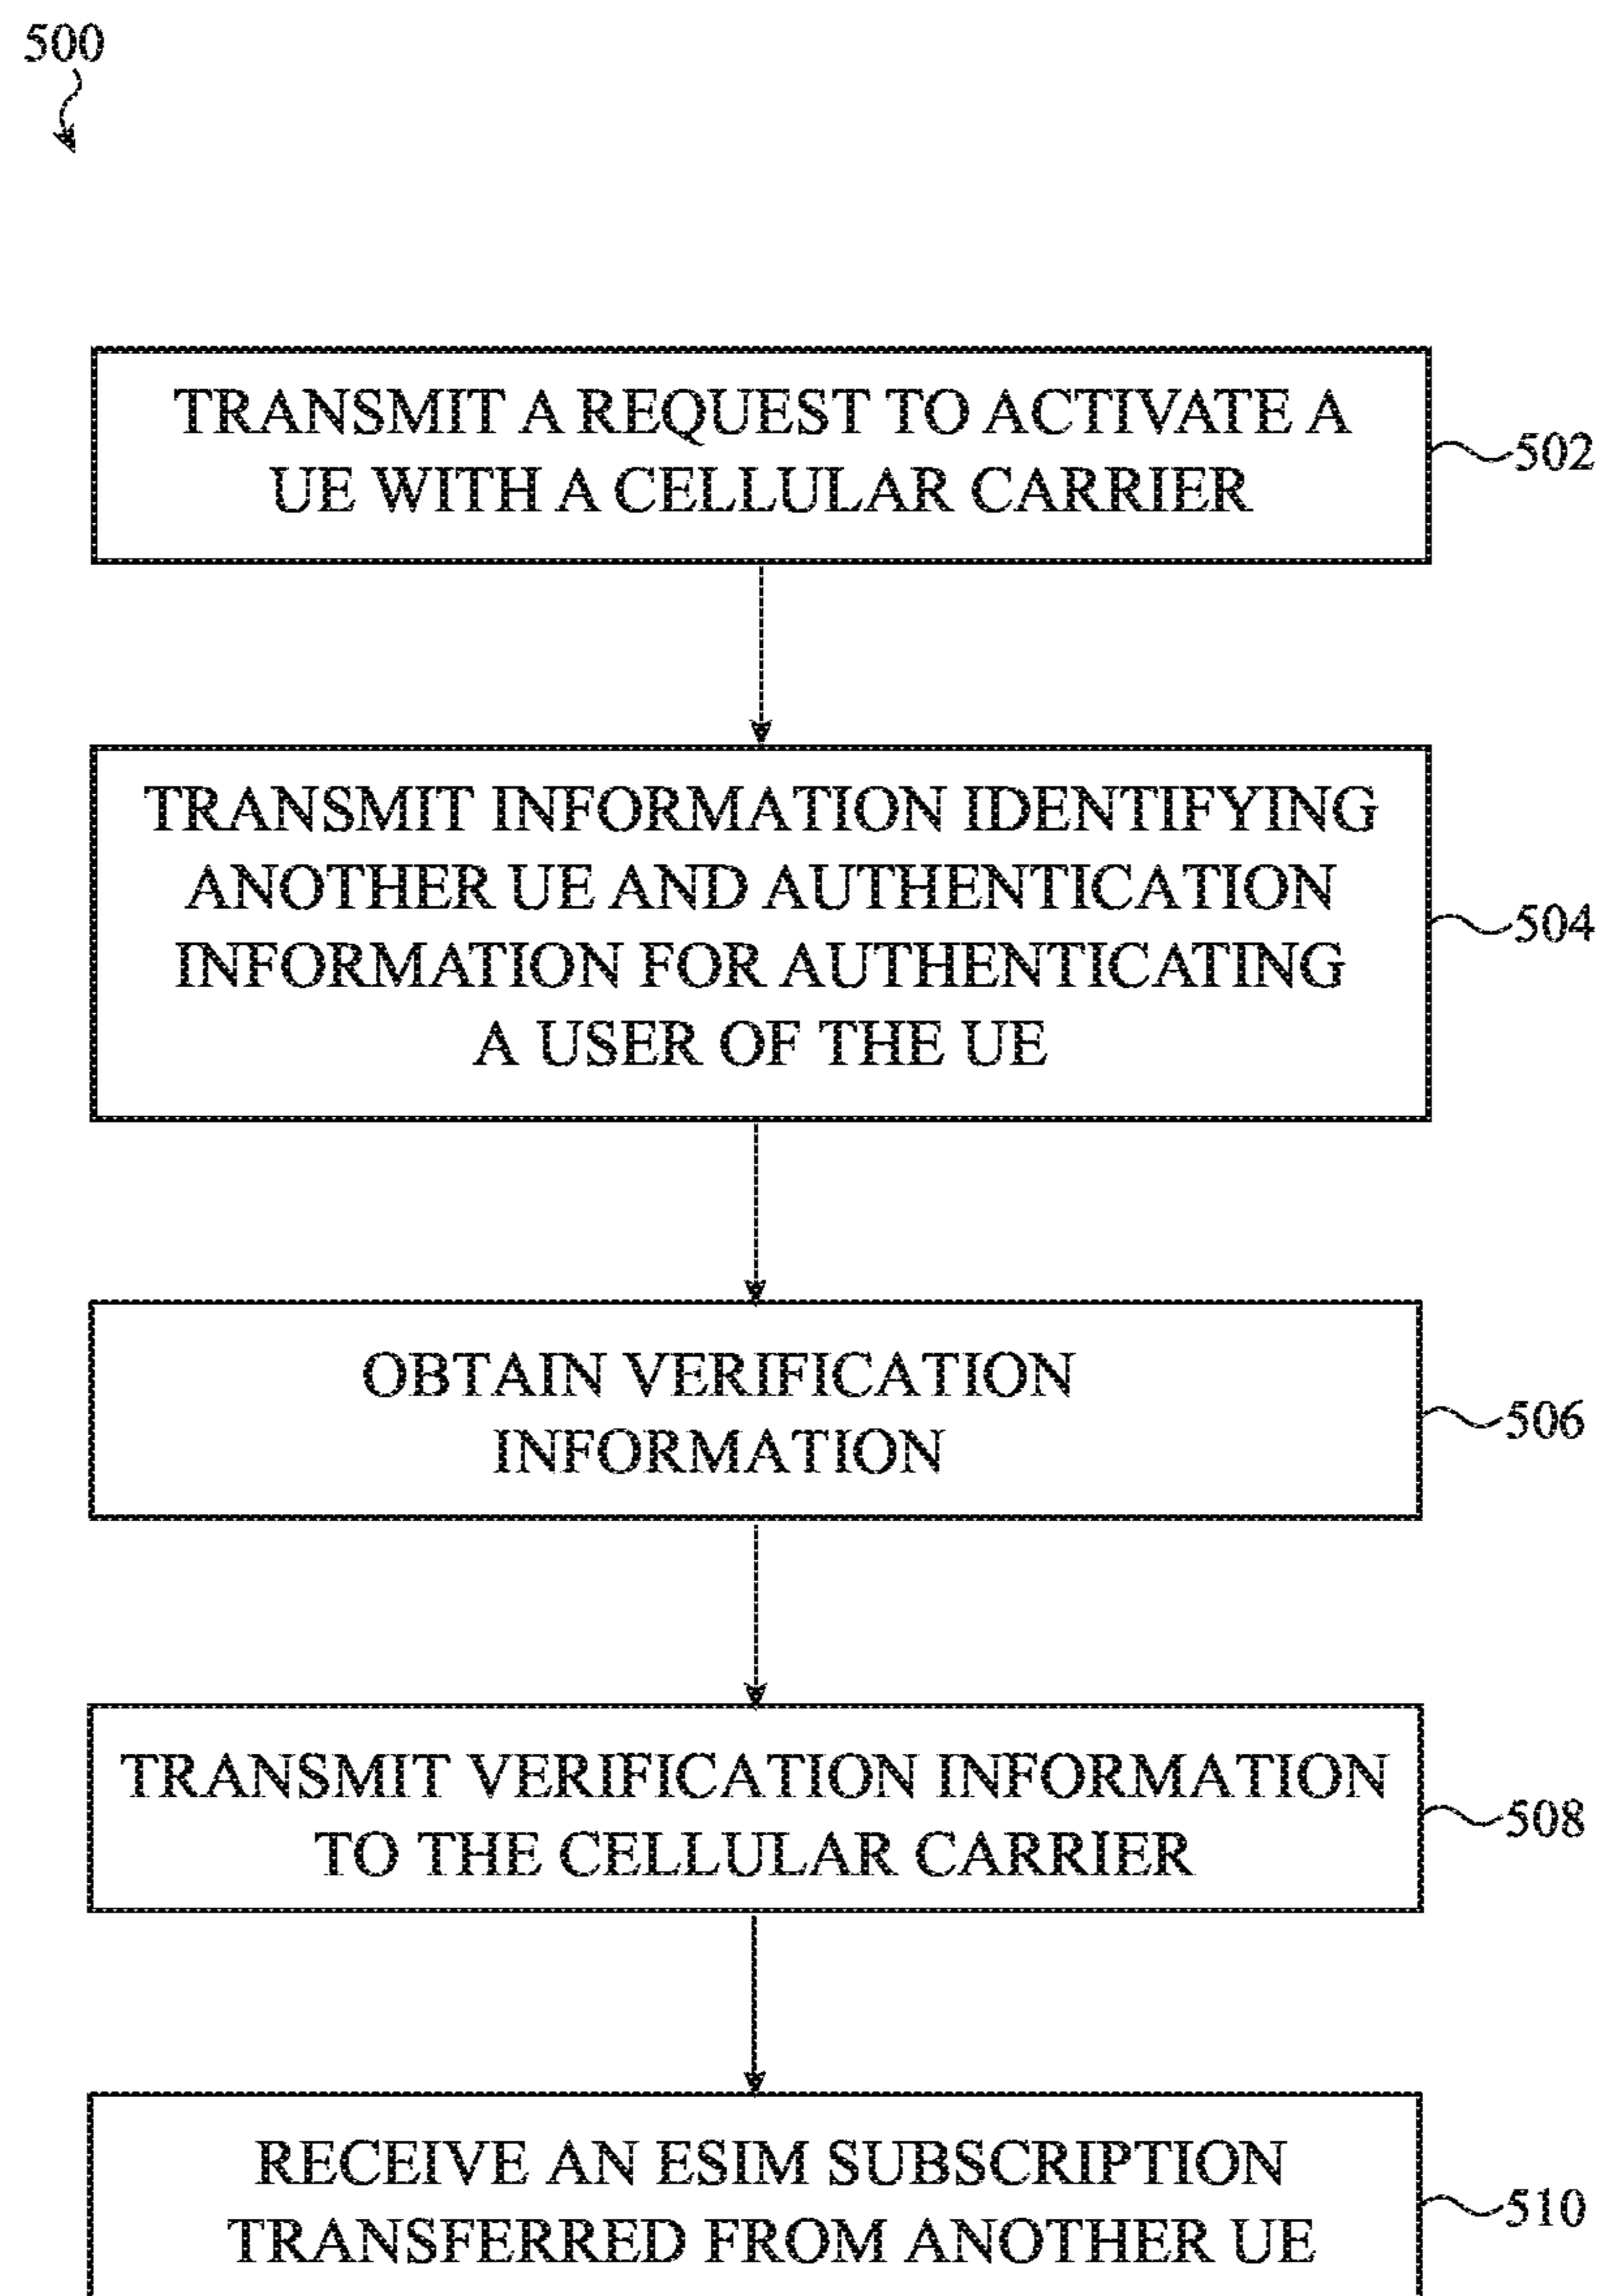 500
TRANSMIT A REQUEST TO ACTIVATE A
UE WITH A CELLULAR CARRIER
502
TRANSMIT INFORMATION IDENTIFYING
ANOTHER UE AND AUTHENTICATION
INFORMATION FOR AUTHENTICATING
A USER OF THE UE
504
OBTAIN VERIFICATION
INFORMATION
506
TRANSMIT VERIFICATION INFORMATION
TO THE CELLULAR CARRIER
508
RECEIVE AN ESIM SUBSCRIPTION
TRANSFERRED FROM ANOTHER UE
510